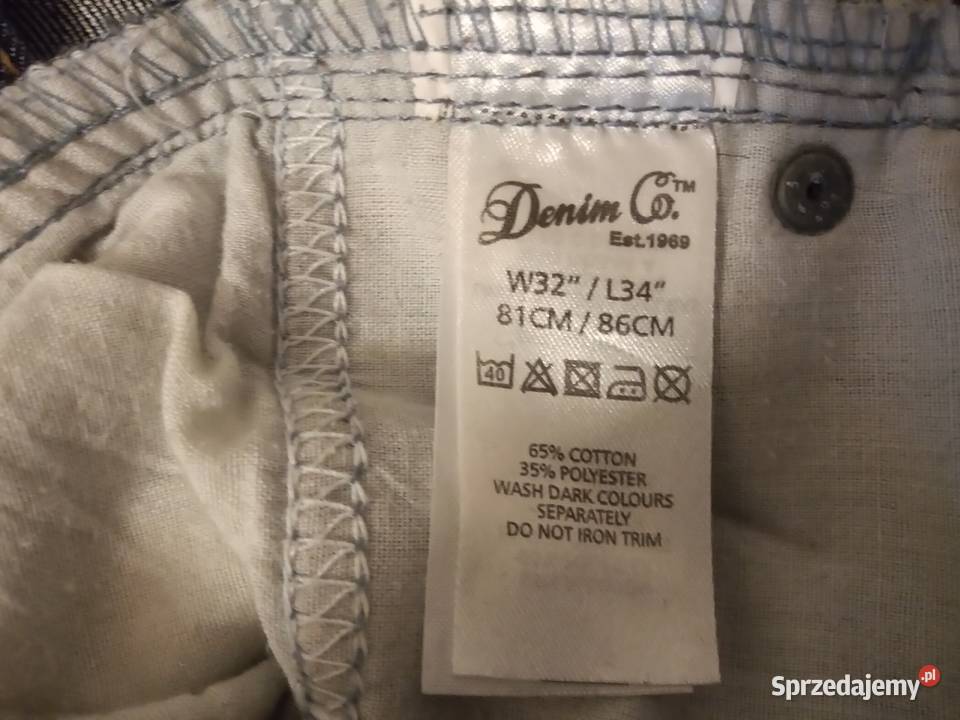 Denim Co.™
Est.1969
W32" / L34"
81CM / 86CM
40
65% COTTON
35% POLYESTER
WASH DARK COLOURS
SEPARATELY
DO NOT IRON TRIM
Sprzedajemy.pl